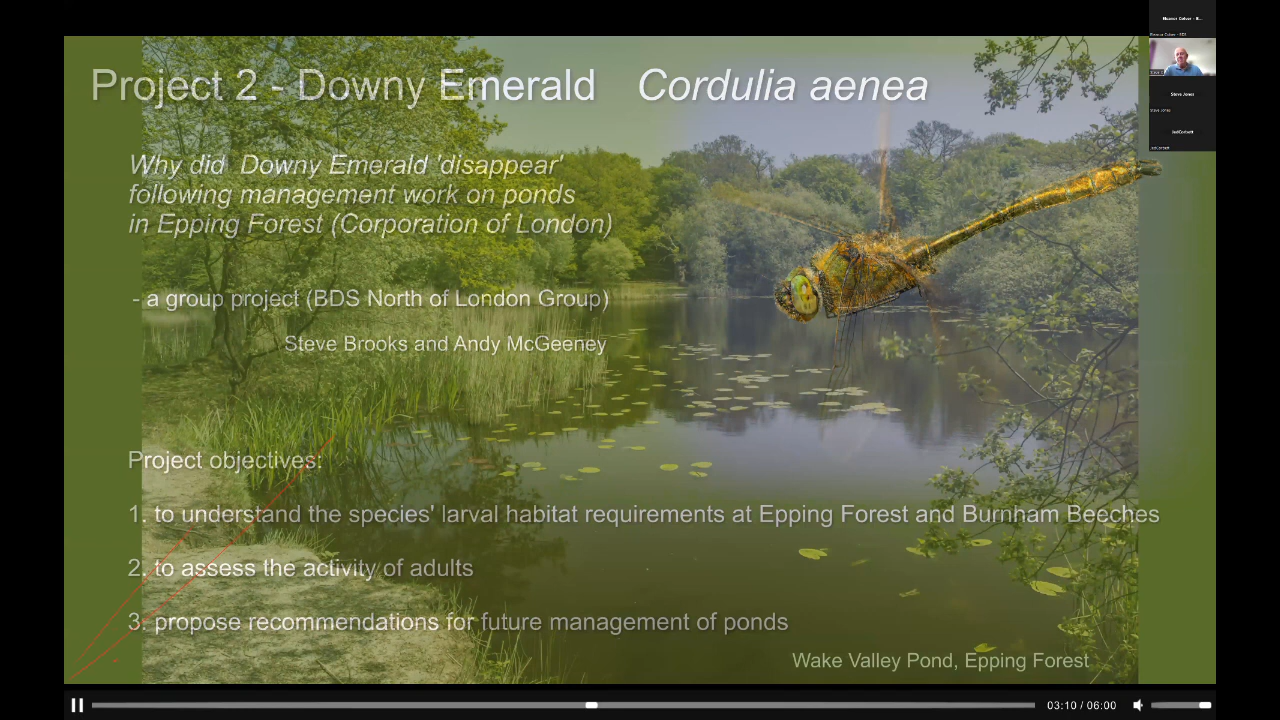 Project 2 - Downy Emerald Cordulia aenea
Why did Downy Emerald 'disappear'
following management work on ponds
in Epping Forest (Corporation of London)
- a group project (BDS North of London Group)
Steve Brooks and Andy McGeeney
Project objectives:
1. to understand the species' larval habitat requirements at Epping Forest and Burnham Beeches
2. to assess the activity of adults
3. propose recommendations for future management of ponds
Wake Valley Pond, Epping Forest
03:10 / 06:00
Steve Jones
Steve Jones